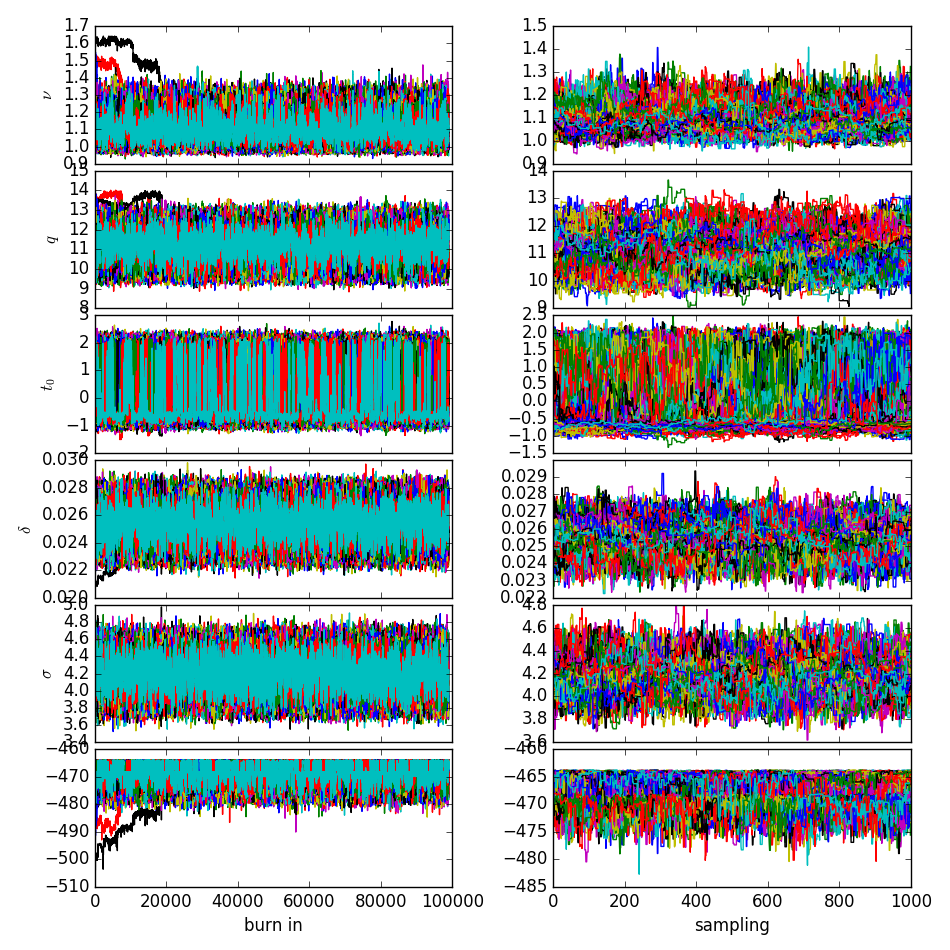 1.7 1.6 1.5 1.4 1.3 1.2 1.1 1.0 0.9
ν
1.5 1.4 1.3 1.2 1.1 1.0 0.9
15 14 13 12 11 10 9 8
q
14 13 12 11 10 9
3 2 1 0 −1 −2
t0
2.5 2.0 1.5 1.0 0.5 0.0 −0.5 −1.0 −1.5
0.030 0.028 0.026 0.024 0.022 0.020
δ
0.029 0.028 0.027 0.026 0.025 0.024 0.023 0.022
5.0 4.8 4.6 4.4 4.2 4.0 3.8 3.6 3.4
σ
4.8 4.6 4.4 4.2 4.0 3.8 3.6
−460 −470 −480 −490 −500 −510
−460 −465 −470 −475 −480 −485
0 20000 40000 60000 80000 100000
burn in
0 200 400 600 800 1000
sampling